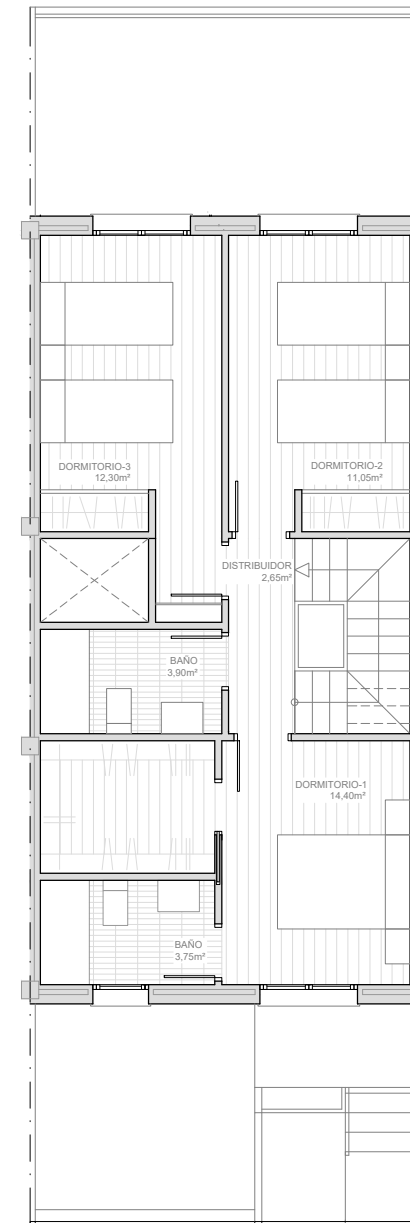 DORMITORIO-3
12,30m²
DORMITORIO-2
11,05m²
DISTRIBUIDOR
2,65m²
BAÑO
3,90m²
DORMITORIO-1
14,40m²
BAÑO
3,75m²